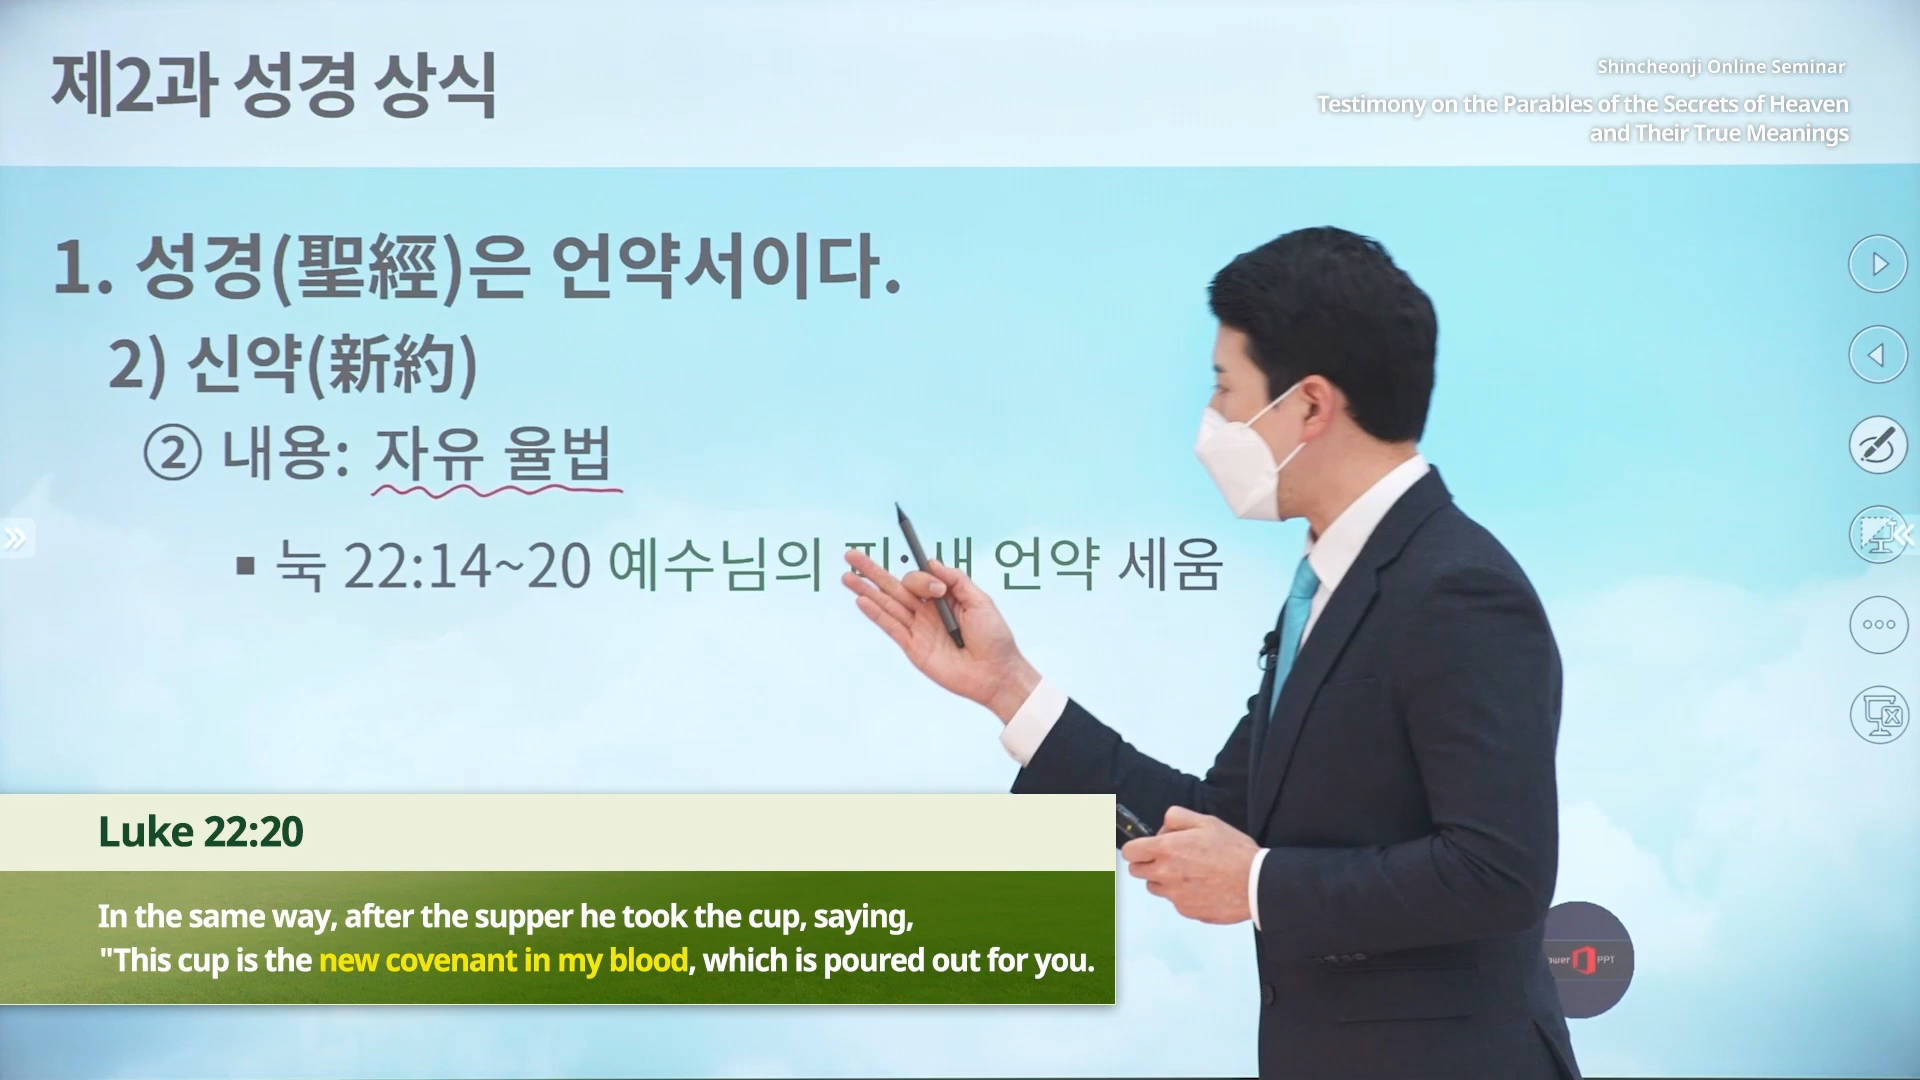 제2과 성경 상식
Shincheonji Online Seminar
Testimony on the Parables of the Secrets of Heaven
and Their True Meanings
1. 성경(聖經)은 언약서이다.
2) 신약(新約)
② 내용: 자유 율법
▪ 눅 22:14~20 예수님의 언약 세움
Luke 22:20
In the same way, after the supper he took the cup, saying,
"This cup is the new covenant in my blood, which is poured out for you.
PPT